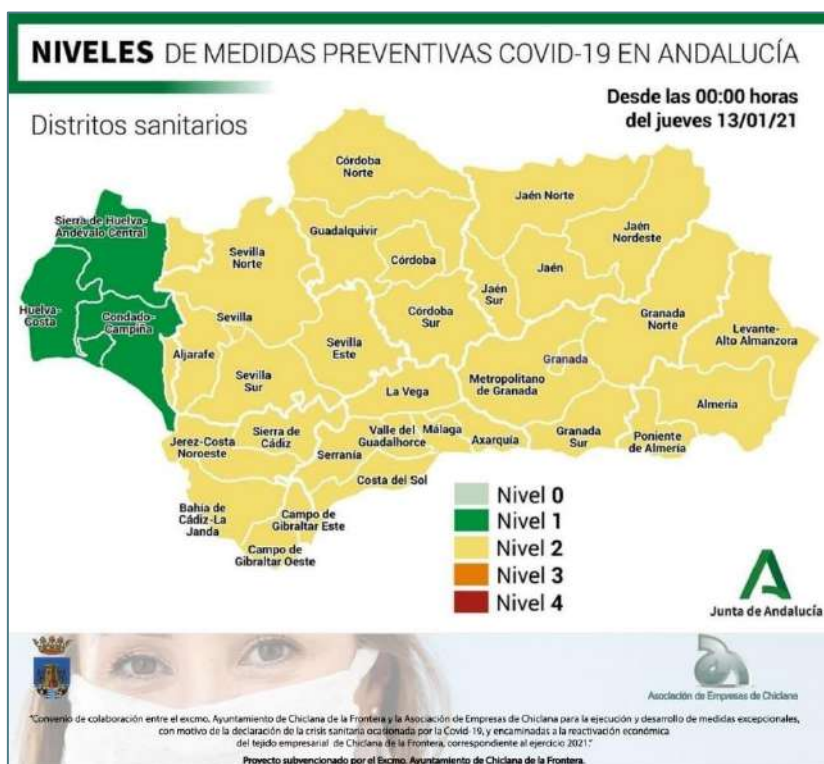 NIVELES DE MEDIDAS PREVENTIVAS COVID-19 EN ANDALUCÍA
Desde las 00:00 horas
del jueves 13/01/21
Distritos sanitarios
Córdoba
Norte
Jaén Norte
Sierra de Huelva-
Andévalo Central
Guadalquivir
Jaén
Nordeste
Sevilla
Norte
Córdoba
Jaén
Jaén
Sur
Huelva-
Costa
Condado-
Campiña
Sevilla
Córdoba
Sur
Granada
Norte
Levante-
Alto Almanzora
Aljarafe
Sevilla
Este
Granada
Sevilla
Sur
La Vega
Metropolitano
de Granada
Almería
Jerez-Costa
Noroeste
Sierra de
Cádiz
Valle del
Guadalhorce
Málaga
Axarquía
Granada
Sur
Poniente
de Almería
Serranía
Costa del Sol
Bahía de
Cádiz-La
Janda
Campo de
Gibraltar Este
Campo de
Gibraltar Oeste
Nivel 0
Nivel 1
Nivel 2
Nivel 3
Nivel 4
Junta de Andalucía
Asociación de Empresas de Chiclana
"Convenio de colaboración entre el excmo. Ayuntamiento de Chiclana de la Frontera y la Asociación de Empresas de Chiclana para la ejecución y desarrollo de medidas excepcionales,
con motivo de la declaración de la crisis sanitaria ocasionada por la Covid-19, y encaminadas a la reactivación económica
del tejido empresarial de Chiclana de la Frontera, correspondiente al ejercicio 2021."
Proyecto subvencionado por el Excmo. Ayuntamiento de Chiclana de la Frontera.